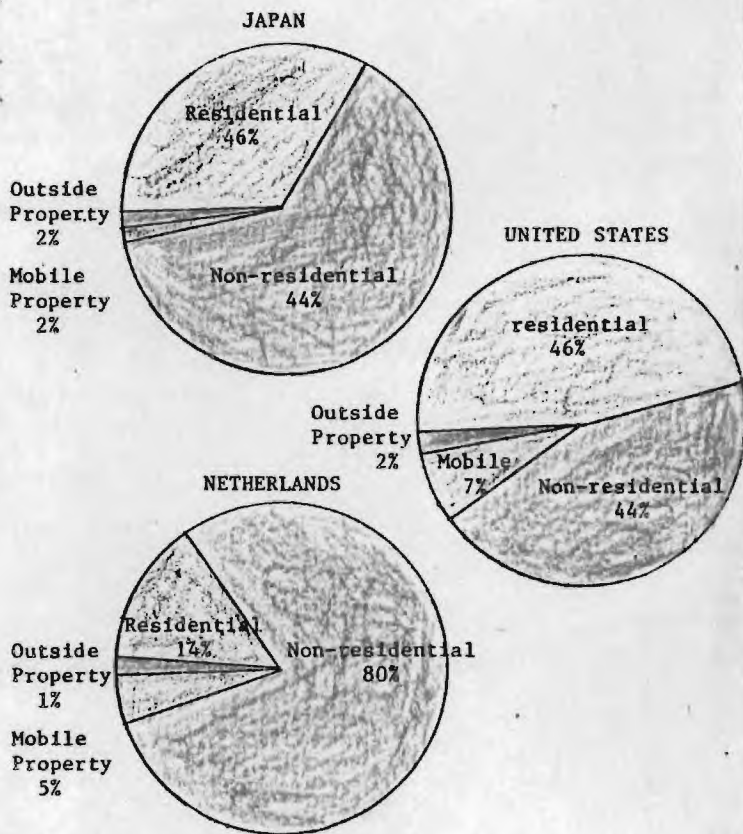 JAPAN
Residential
46%
Outside
Property
2%
Mobile
Property
2%
Non-residential
44%
UNITED STATES
residential
46%
Outside
Property
2%
Mobile
7%
Non-residential
44%
NETHERLANDS
Residential
14%
Non-residential
80%
Outside
Property
1%
Mobile
Property
5%